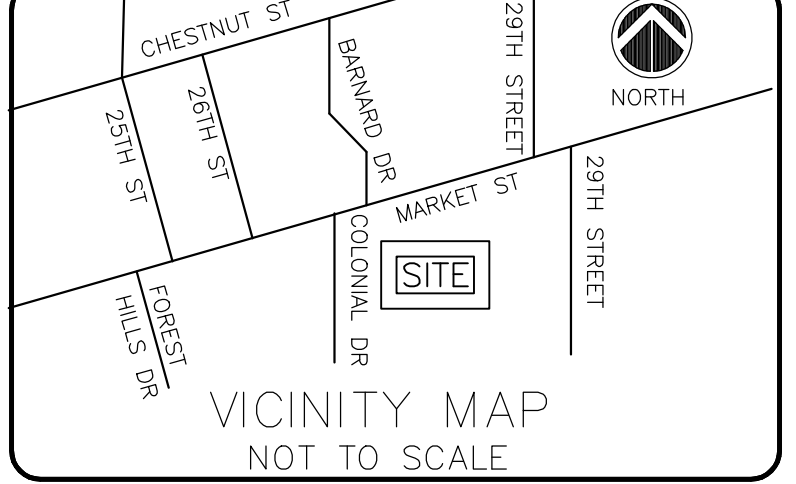 CHESTNUT ST
29TH STREET
NORTH
BARNARD DR
26TH ST
25TH ST
MARKET ST
29TH STREET
COLONIAL DR
SITE
FOREST
HILLS DR
VICINITY MAP
NOT TO SCALE